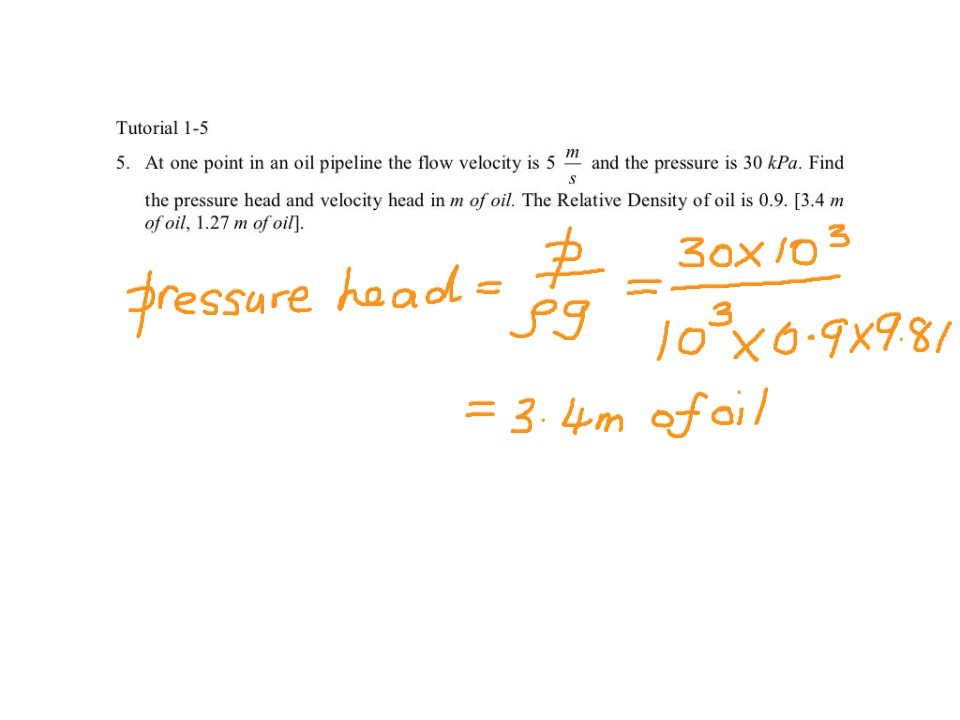 Tutorial 1-5
5. At one point in an oil pipeline the flow velocity is 5 m/s and the pressure is 30 kPa. Find
the pressure head and velocity head in m of oil. The Relative Density of oil is 0.9. [3.4 m
of oil, 1.27 m of oil].
pressure head = p/ρg = 30×10³/10³×0.9×9.81
= 3.4m of oil